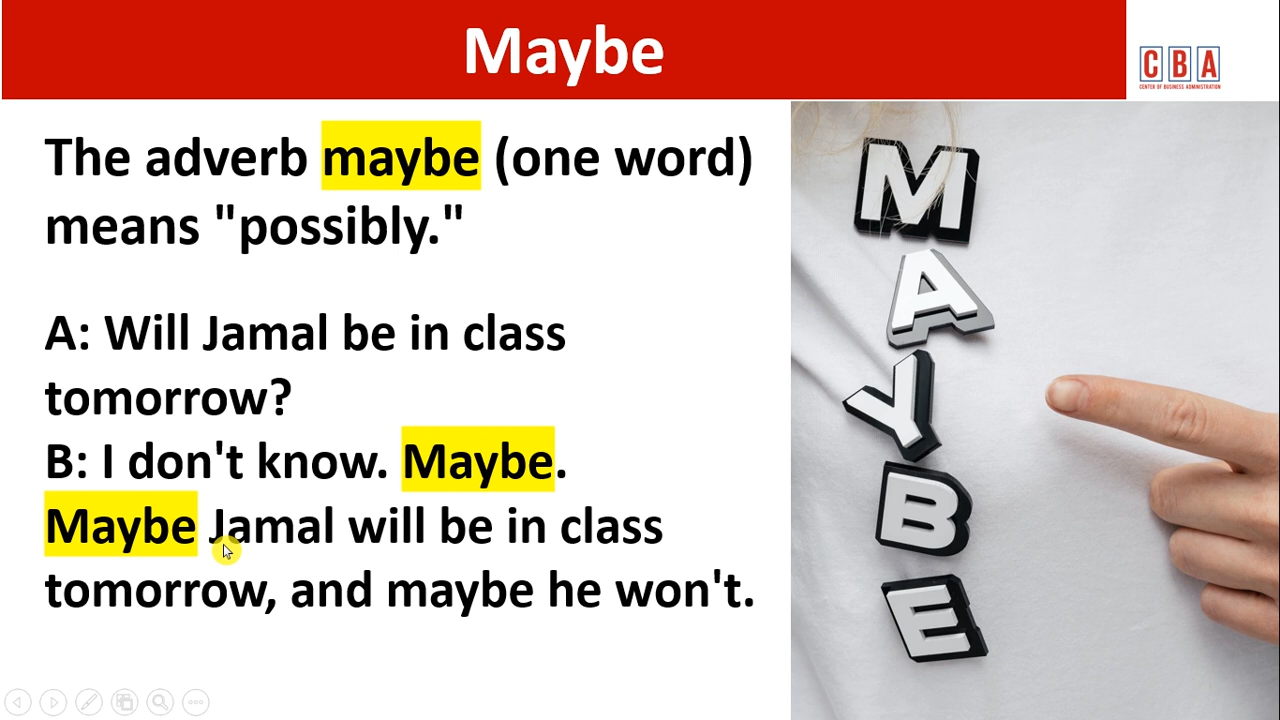 Maybe
CBA
CENTER OF BUSINESS ADMINISTRATION
The adverb maybe (one word)
means "possibly."
A: Will Jamal be in class
tomorrow?
B: I don't know. Maybe.
Maybe Jamal will be in class
tomorrow, and maybe he won't.
M
A
Y
B
E